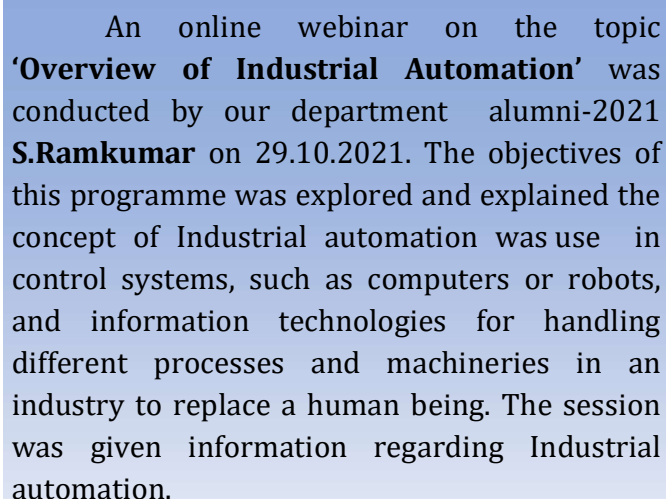 An online webinar on the topic
‘Overview of Industrial Automation’ was
conducted by our department alumni-2021
S.Ramkumar on 29.10.2021. The objectives of
this programme was explored and explained the
concept of Industrial automation was use in
control systems, such as computers or robots,
and information technologies for handling
different processes and machineries in an
industry to replace a human being. The session
was given information regarding Industrial
automation.